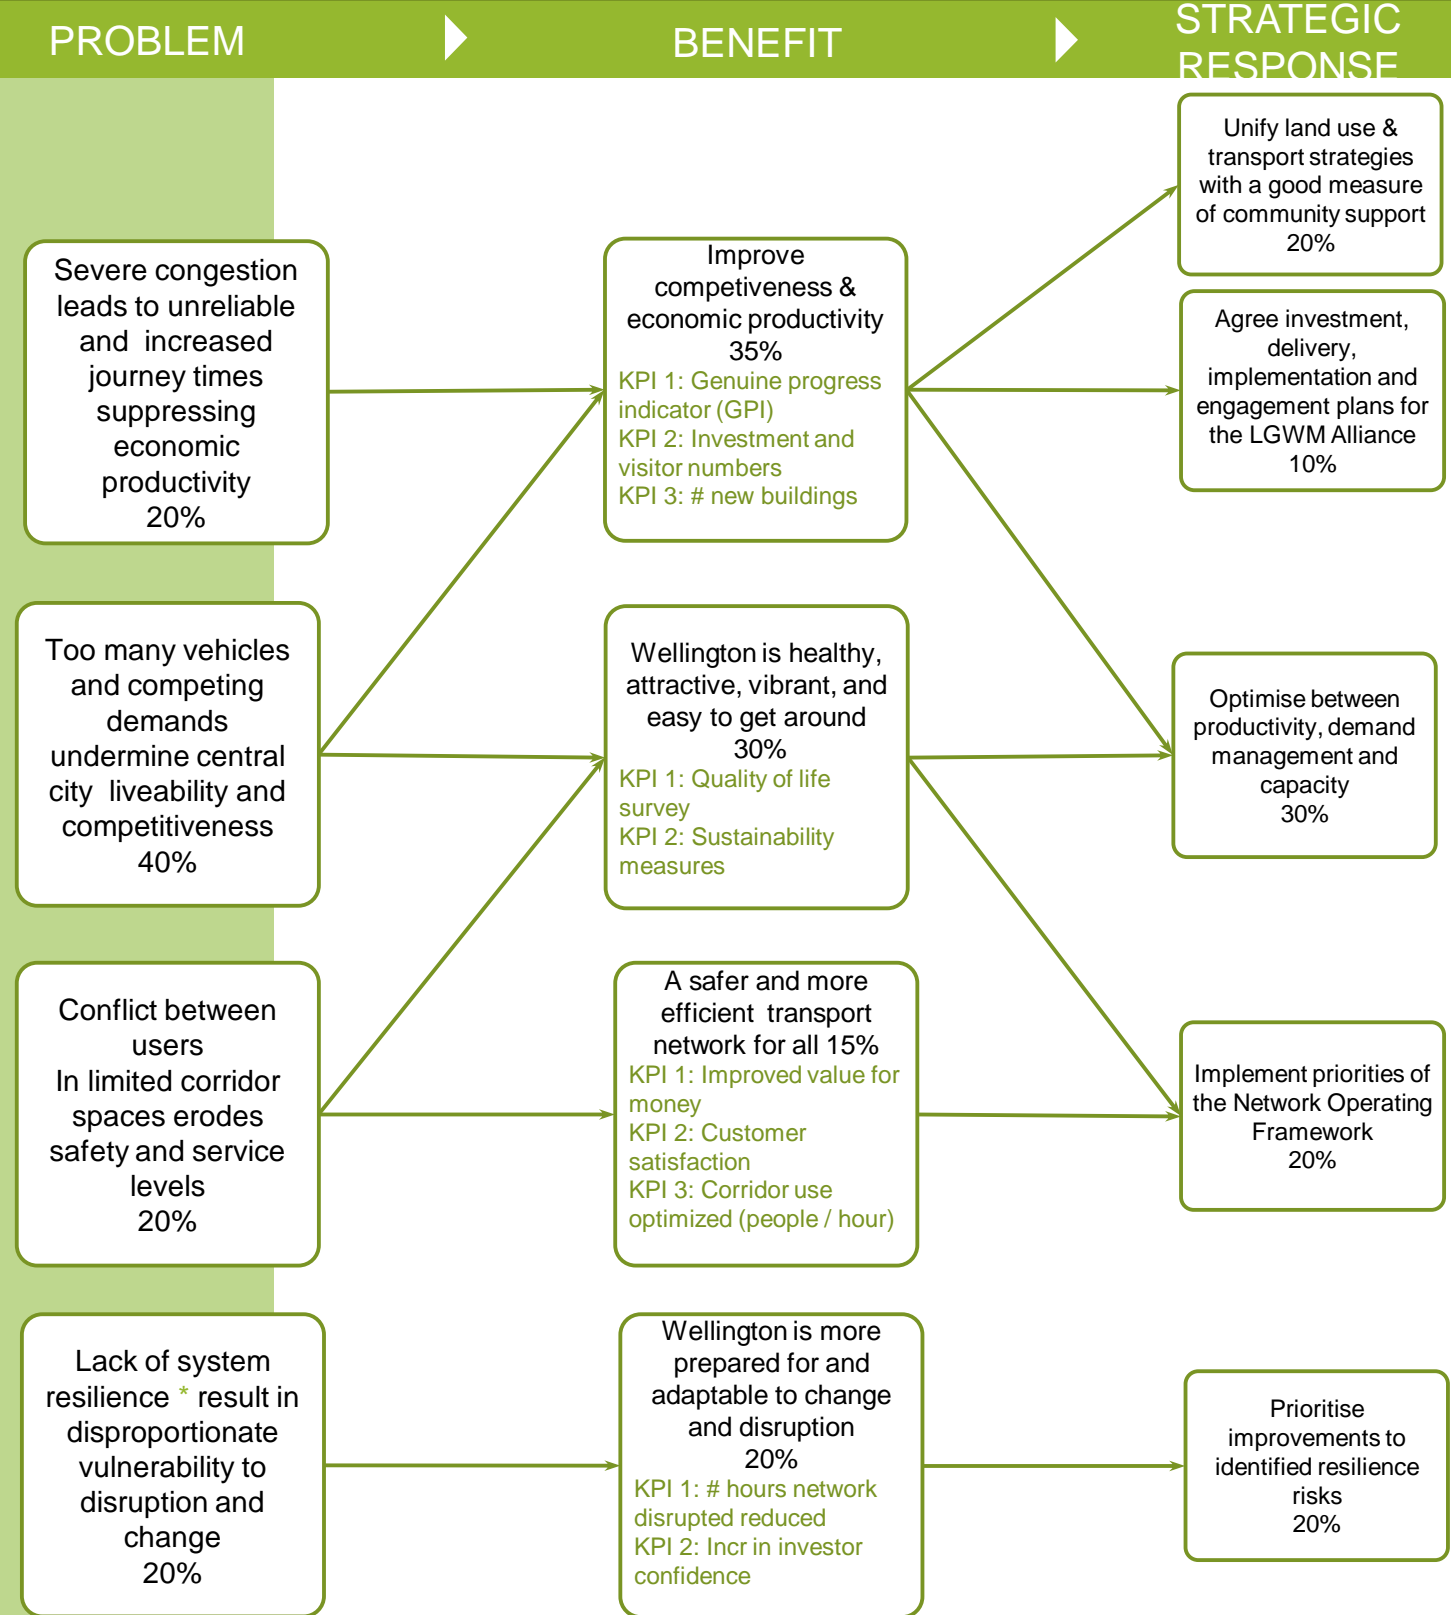 PROBLEM
BENEFIT
STRATEGIC
RESPONSE
Severe congestion
leads to unreliable
and increased
journey times
suppressing
economic
productivity
20%
Too many vehicles
and competing
demands
undermine central
city liveability and
competitiveness
40%
Conflict between
users
In limited corridor
spaces erodes
safety and service
levels
20%
Lack of system
resilience * result in
disproportionate
vulnerability to
disruption and
change
20%
Improve
competiveness &
economic productivity
35%
KPI 1: Genuine progress
indicator (GPI)
KPI 2: Investment and
visitor numbers
KPI 3: # new buildings
Wellington is healthy,
attractive, vibrant, and
easy to get around
30%
KPI 1: Quality of life
survey
KPI 2: Sustainability
measures
A safer and more
efficient transport
network for all 15%
KPI 1: Improved value for
money
KPI 2: Customer
satisfaction
KPI 3: Corridor use
optimized (people / hour)
Wellington is more
prepared for and
adaptable to change
and disruption
20%
KPI 1: # hours network
disrupted reduced
KPI 2: Incr in investor
confidence
Unify land use &
transport strategies
with a good measure
of community support
20%
Agree investment,
delivery,
implementation and
engagement plans for
the LGWM Alliance
10%
Optimise between
productivity, demand
management and
capacity
30%
Implement priorities of
the Network Operating
Framework
20%
Prioritise
improvements to
identified resilience
risks
20%